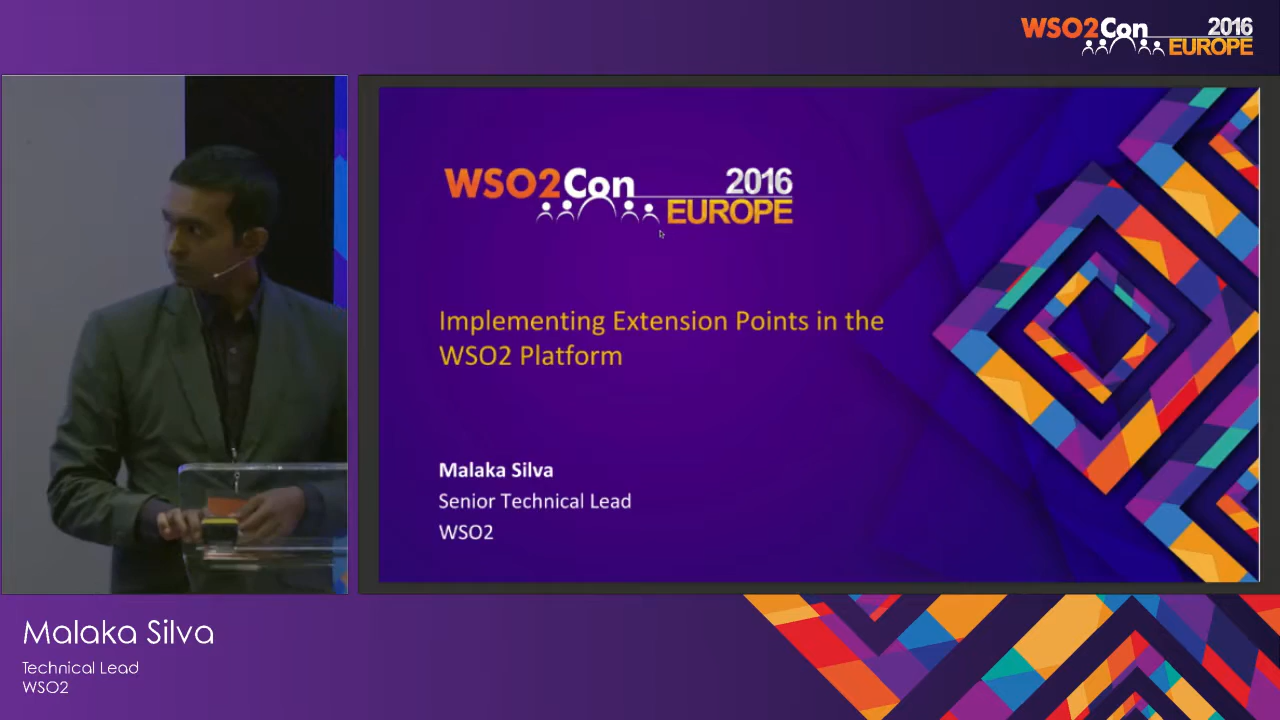 WSO2Con 2016
EUROPE
WSO2Con 2016
EUROPE
Implementing Extension Points in the
WSO2 Platform
Malaka Silva
Senior Technical Lead
WSO2
Malaka Silva
Technical Lead
WSO2